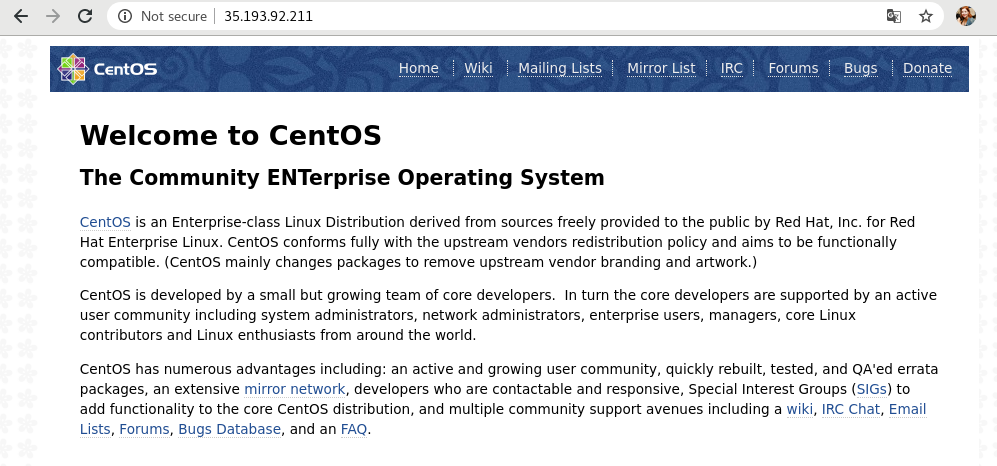 Not secure 35.193.92.211
CentOS Home Wiki Mailing Lists Mirror List IRC Forums Bugs Donate
Welcome to CentOS
The Community ENTerprise Operating System
CentOS is an Enterprise-class Linux Distribution derived from sources freely provided to the public by Red Hat, Inc. for Red
Hat Enterprise Linux. CentOS conforms fully with the upstream vendors redistribution policy and aims to be functionally
compatible. (CentOS mainly changes packages to remove upstream vendor branding and artwork.)
CentOS is developed by a small but growing team of core developers.  In turn the core developers are supported by an active
user community including system administrators, network administrators, enterprise users, managers, core Linux
contributors and Linux enthusiasts from around the world.
CentOS has numerous advantages including: an active and growing user community, quickly rebuilt, tested, and QA'ed errata
packages, an extensive mirror network, developers who are contactable and responsive, Special Interest Groups (SIGs) to
add functionality to the core CentOS distribution, and multiple community support avenues including a wiki, IRC Chat, Email
Lists, Forums, Bugs Database, and an FAQ.